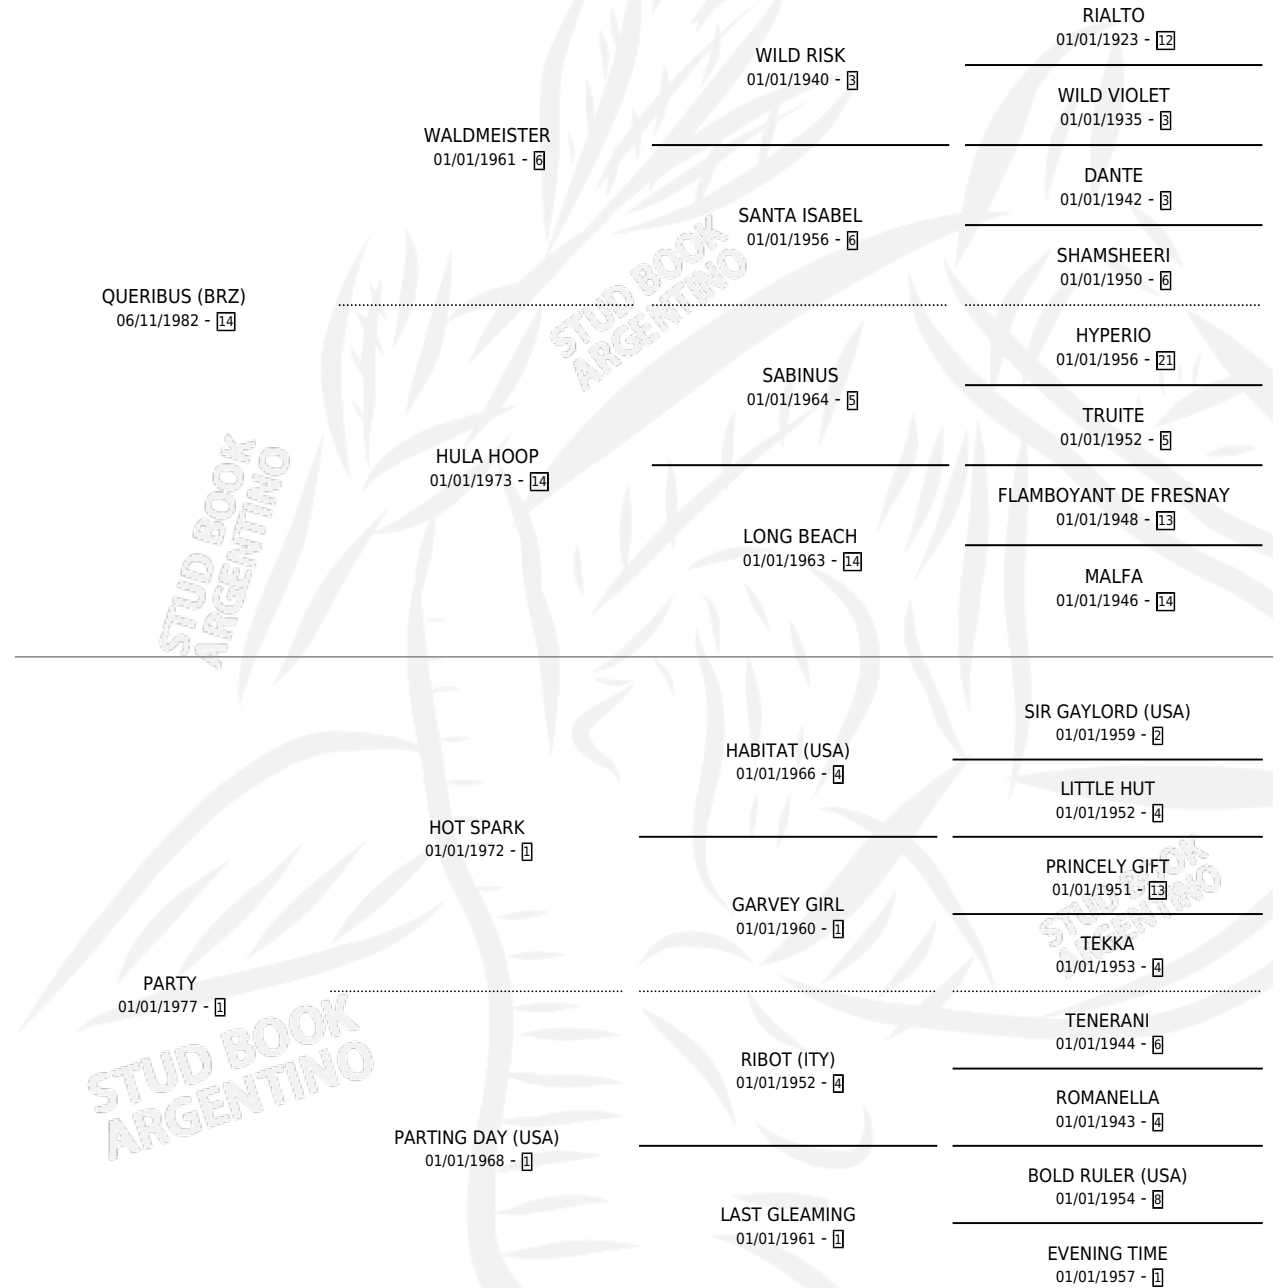 RIALTO
01/01/1923 - 12
WILD RISK
01/01/1940 - 3
WILD VIOLET
01/01/1935 - 3
WALDMEISTER
01/01/1961 - 6
DANTE
01/01/1942 - 3
SANTA ISABEL
01/01/1956 - 6
SHAMSHEERI
01/01/1950 - 6
QUERIBUS (BRZ)
06/11/1982 - 14
HYPERIO
01/01/1956 - 21
SABINUS
01/01/1964 - 5
TRUITE
01/01/1952 - 5
HULA HOOP
01/01/1973 - 14
FLAMBOYANT DE FRESNAY
01/01/1948 - 13
LONG BEACH
01/01/1963 - 14
MALFA
01/01/1946 - 14
SIR GAYLORD (USA)
01/01/1959 - 2
HABITAT (USA)
01/01/1966 - 4
LITTLE HUT
01/01/1952 - 4
HOT SPARK
01/01/1972 - 1
PRINCELY GIFT
01/01/1951 - 13
GARVEY GIRL
01/01/1960 - 1
TEKKA
01/01/1953 - 4
PARTY
01/01/1977 - 1
TENERANI
01/01/1944 - 6
RIBOT (ITY)
01/01/1952 - 4
ROMANELLA
01/01/1943 - 4
PARTING DAY (USA)
01/01/1968 - 1
BOLD RULER (USA)
01/01/1954 - 8
LAST GLEAMING
01/01/1961 - 1
EVENING TIME
01/01/1957 - 1
STUD BOOK
ARGENTINO
STUD BOOK
ARGENTINO
STUD BOOK
ARGENTINO
STUD BOOK
ARGENTINO